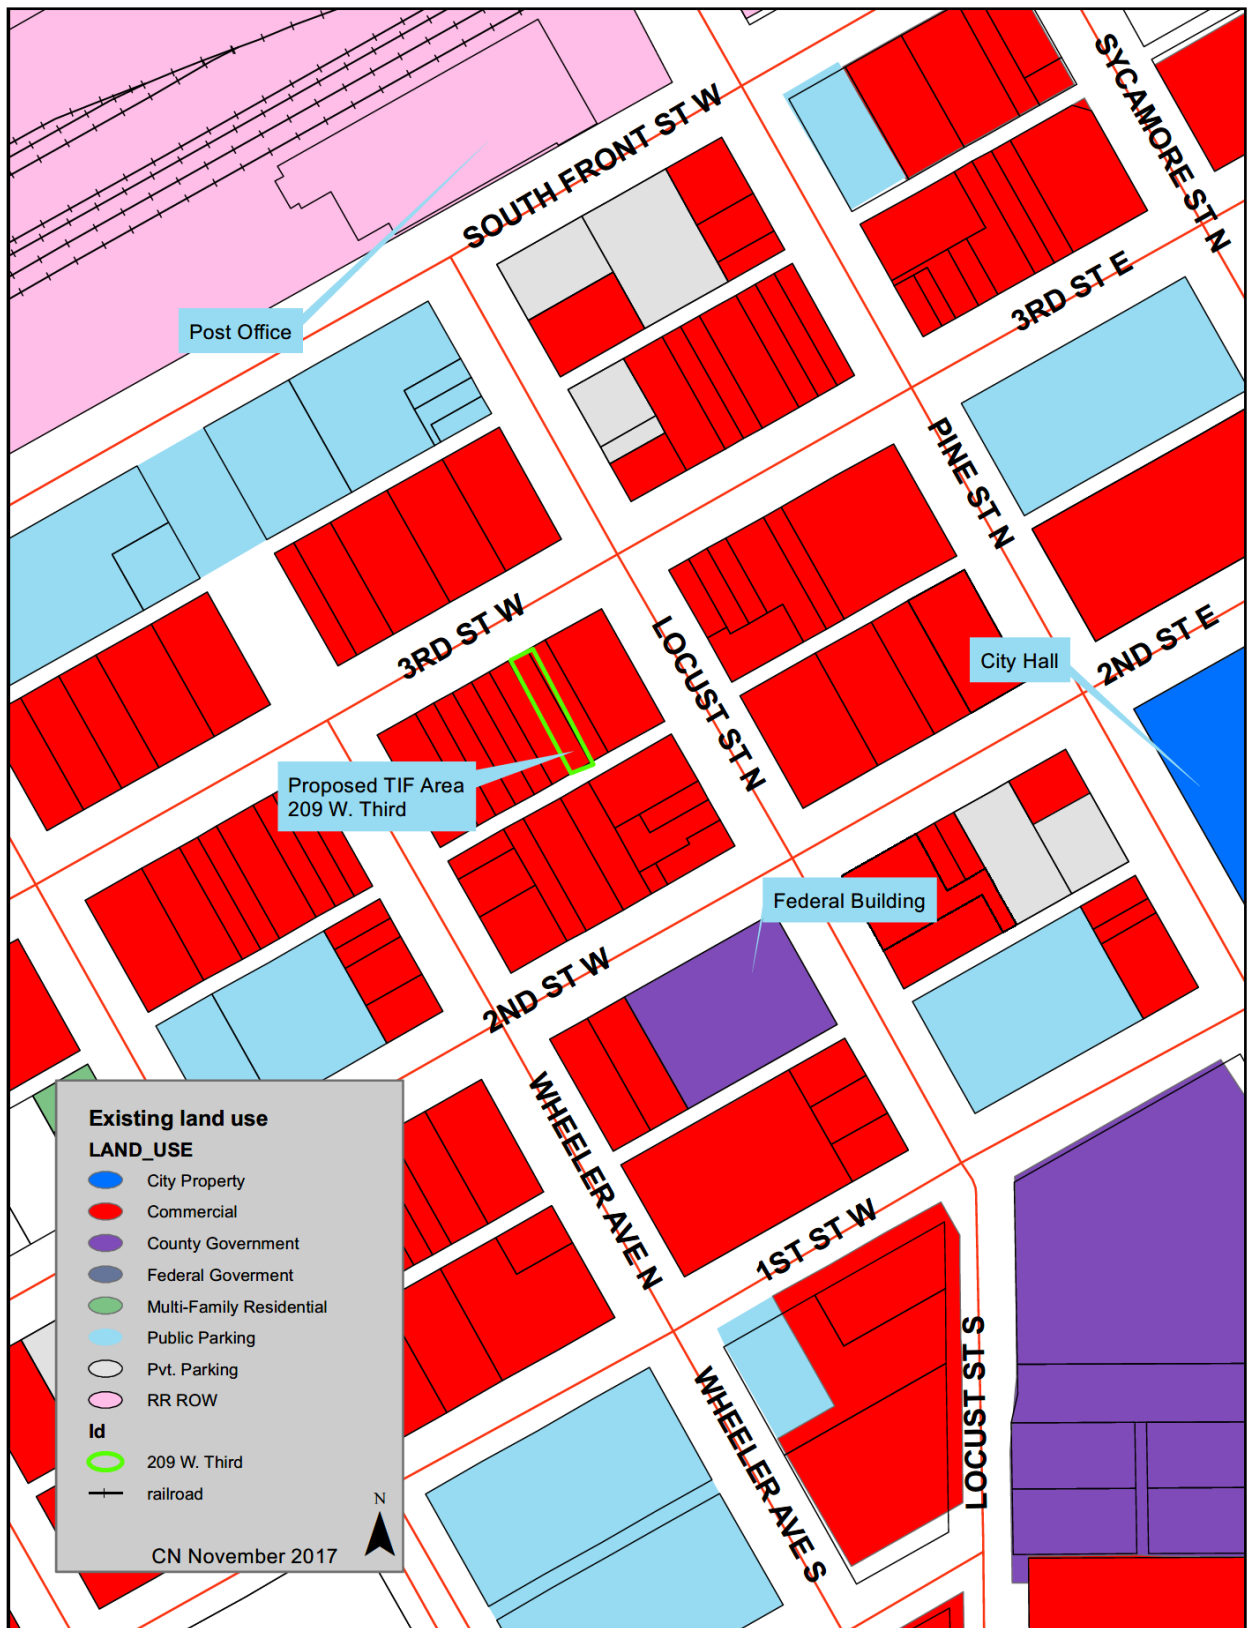 SYCAMORE ST N
SOUTH FRONT ST W
3RD ST E
Post Office
PINE ST N
3RD ST W
LOCUST ST N
2ND ST E
City Hall
Proposed TIF Area
209 W. Third
Federal Building
2ND ST W
WHEELER AVE N
1ST ST W
LOCUST ST S
WHEELER AVE S
Existing land use
LAND_USE
City Property
Commercial
County Government
Federal Goverment
Multi-Family Residential
Public Parking
Pvt. Parking
RR ROW
Id
209 W. Third
railroad
N
CN November 2017